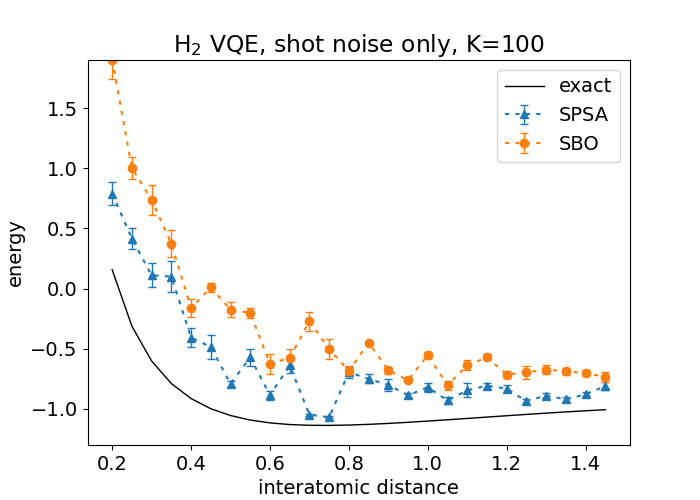 H₂ VQE, shot noise only, K=100
exact
SPSA
SBO
energy
1.5
1.0
0.5
0.0
−0.5
−1.0
0.2 0.4 0.6 0.8 1.0 1.2 1.4
interatomic distance